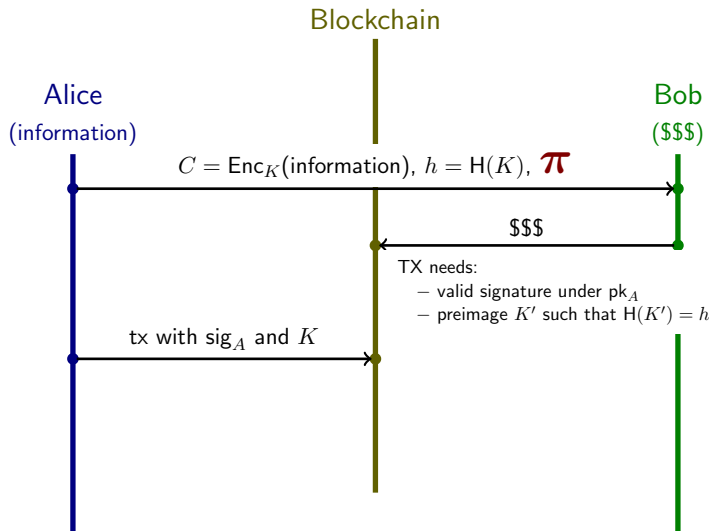 Blockchain
Alice
Bob
(information)
($$$)
C = Enc_K(information), h = H(K), π
$$$
TX needs:
– valid signature under pk_A
– preimage K′ such that H(K′) = h
tx with sig_A and K